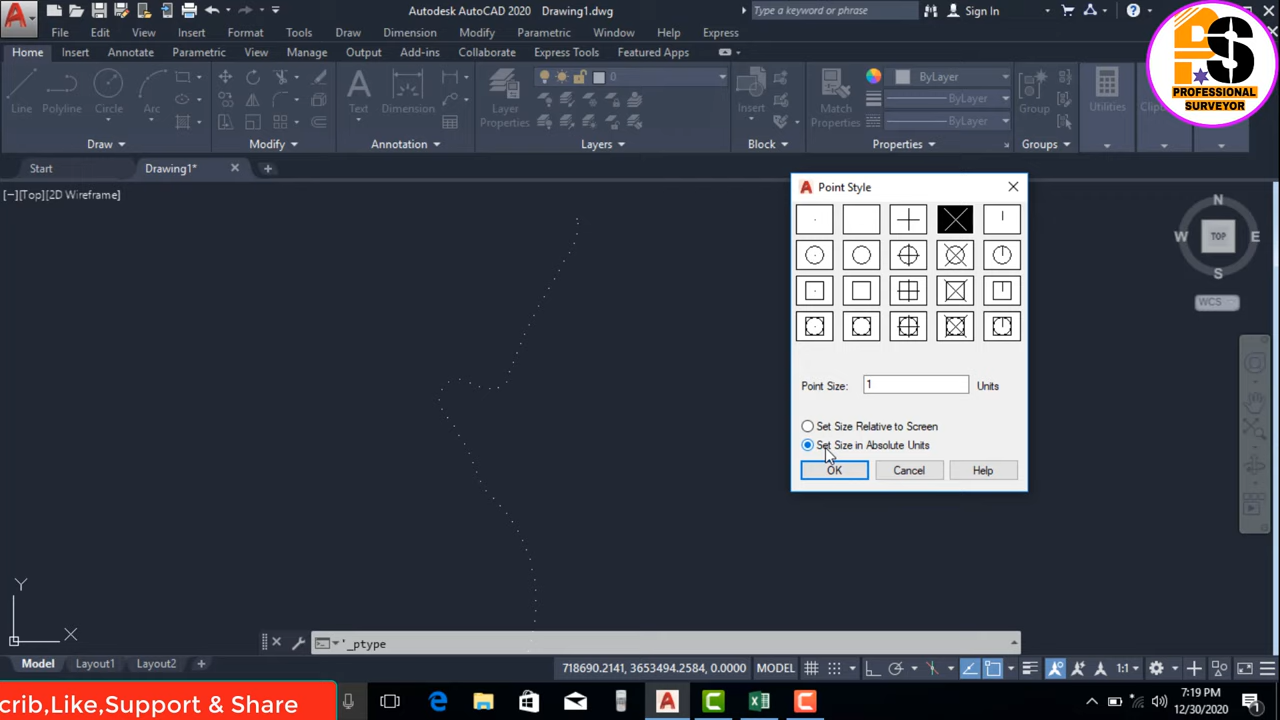 Autodesk AutoCAD 2020 Drawing1.dwg
Type a keyword or phrase
Sign In
File Edit View Insert Format Tools Draw Dimension Modify Parametric Window Help Express
Home Insert Annotate Parametric View Manage Output Add-ins Collaborate Express Tools Featured Apps
PS
PROFESSIONAL
SURVEYOR
Line Polyline Circle Arc
Text Dimension
Layer
Properties
0
Insert
Match
Properties
ByLayer
ByLayer
ByLayer
Group
Utilities
Draw Modify Annotation Layers Block Properties Groups
Start Drawing1*
[−][Top][2D Wireframe]
Point Style
Point Size: 1 Units
Set Size Relative to Screen
Set Size in Absolute Units
OK Cancel Help
N
W TOP E
S
WCS
Y
X
'_ptype
Model Layout1 Layout2
718690.2141, 3653494.2584, 0.0000 MODEL
1:1
scrib,Like,Support & Share
7:19 PM
12/30/2020